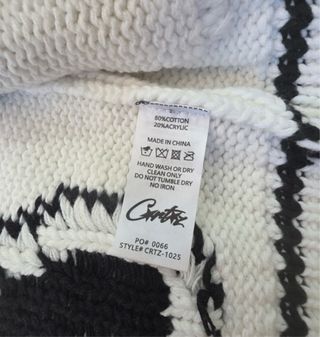 80%COTTON
20%ACRYLIC
MADE IN CHINA
HAND WASH OR DRY
CLEAN ONLY
DO NOT TUMBLE DRY
NO IRON
Crtz
PO# 0066
STYLE# CRTZ-1025